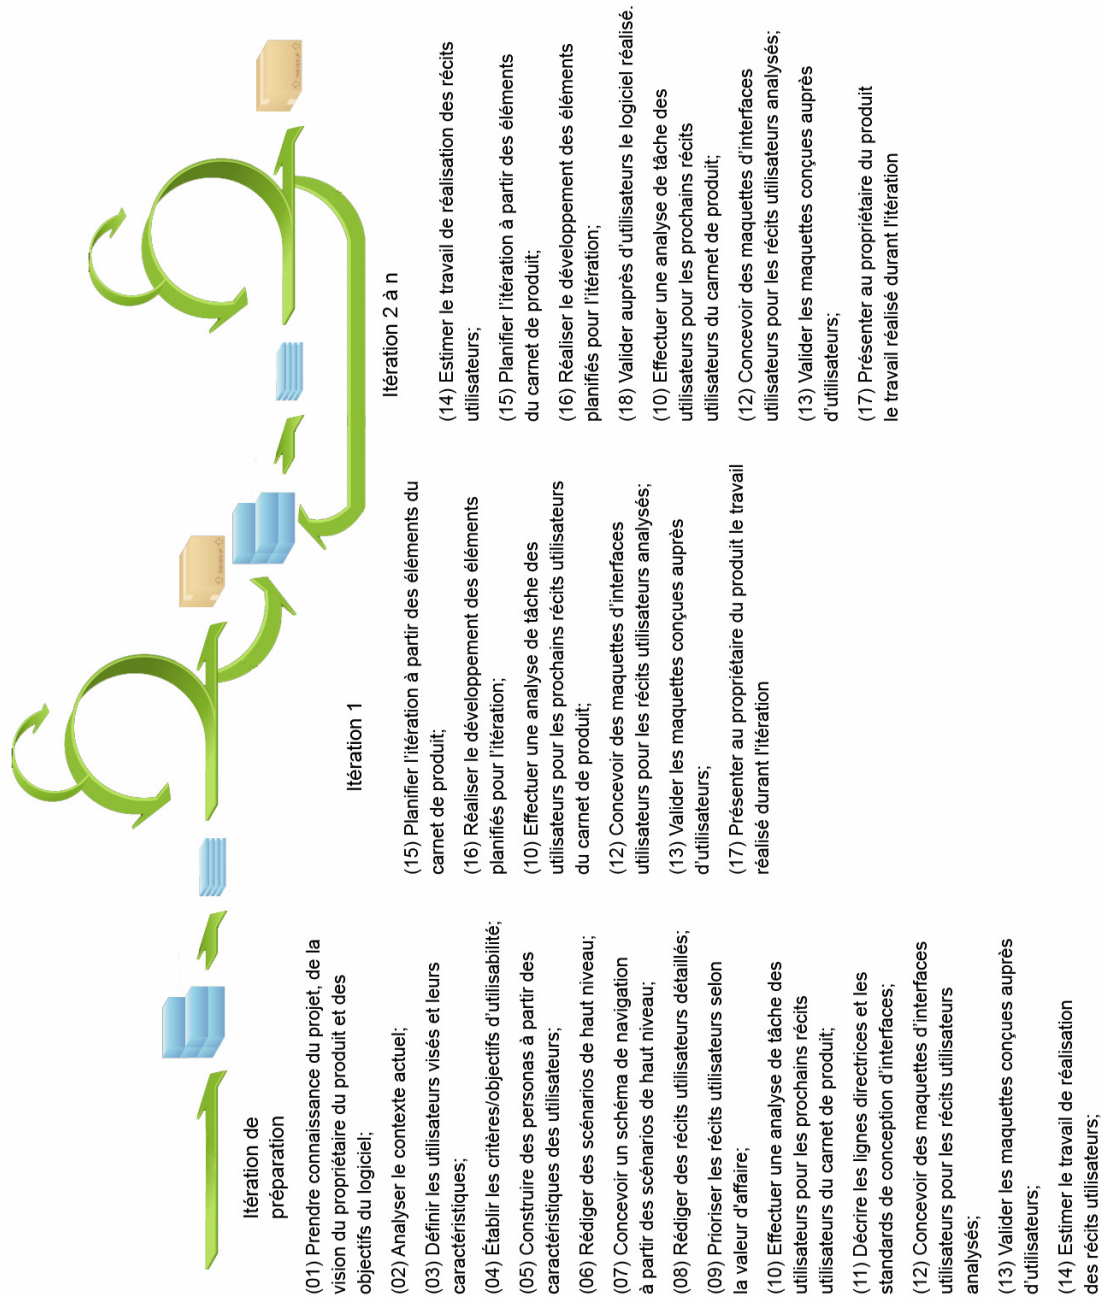 Itération de
préparation
(01) Prendre connaissance du projet, de la
vision du propriétaire du produit et des
objectifs du logiciel;
(02) Analyser le contexte actuel;
(03) Définir les utilisateurs visés et leurs
caractéristiques;
(04) Établir les critères/objectifs d'utilisabilité;
(05) Construire des personas à partir des
caractéristiques des utilisateurs;
(06) Rédiger des scénarios de haut niveau;
(07) Concevoir un schéma de navigation
à partir des scénarios de haut niveau;
(08) Rédiger des récits utilisateurs détaillés;
(09) Prioriser les récits utilisateurs selon
la valeur d'affaire;
(10) Effectuer une analyse de tâche des
utilisateurs pour les prochains récits
utilisateurs du carnet de produit;
(11) Décrire les lignes directrices et les
standards de conception d'interfaces;
(12) Concevoir des maquettes d'interfaces
utilisateurs pour les récits utilisateurs
analysés;
(13) Valider les maquettes conçues auprès
d'utilisateurs;
(14) Estimer le travail de réalisation
des récits utilisateurs;
Itération 1
(15) Planifier l'itération à partir des éléments du
carnet de produit;
(16) Réaliser le développement des éléments
planifiés pour l'itération;
(10) Effectuer une analyse de tâche des
utilisateurs pour les prochains récits utilisateurs
du carnet de produit;
(12) Concevoir des maquettes d'interfaces
utilisateurs pour les récits utilisateurs analysés;
(13) Valider les maquettes conçues auprès
d'utilisateurs;
(17) Présenter au propriétaire du produit le travail
réalisé durant l'itération
Itération 2 à n
(14) Estimer le travail de réalisation des récits
utilisateurs;
(15) Planifier l'itération à partir des éléments
du carnet de produit;
(16) Réaliser le développement des éléments
planifiés pour l'itération;
(18) Valider auprès d'utilisateurs le logiciel réalisé.
(10) Effectuer une analyse de tâche des
utilisateurs pour les prochains récits
utilisateurs du carnet de produit;
(12) Concevoir des maquettes d'interfaces
utilisateurs pour les récits utilisateurs analysés;
(13) Valider les maquettes conçues auprès
d'utilisateurs;
(17) Présenter au propriétaire du produit
le travail réalisé durant l'itération